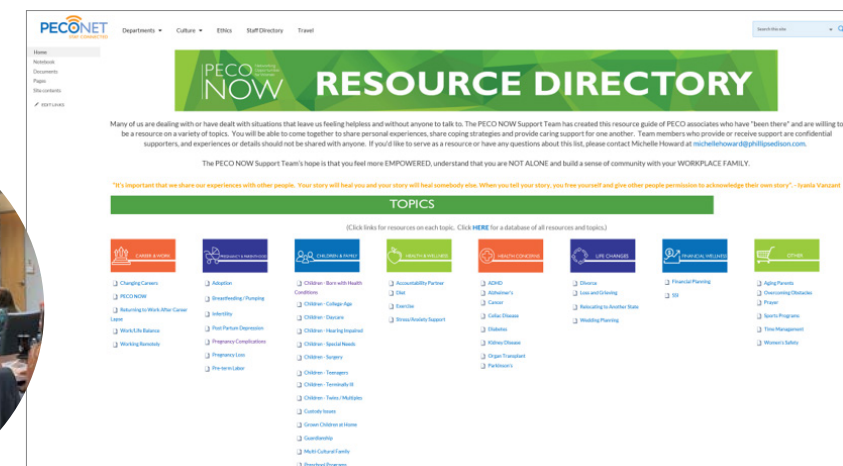 PECONET
STAY CONNECTED
Departments
Culture
Ethics
Staff Directory
Travel
Search this site
Home
Notebook
Documents
Pages
Site contents
EDIT LINKS
PECO
NOW
RESOURCE DIRECTORY
Many of us are dealing with or have dealt with situations that leave us feeling helpless and without anyone to talk to. The PECO NOW Support Team has created this resource guide of PECO associates who have "been there" and are willing to
be a resource on a variety of topics. You will be able to come together to share personal experiences, share coping strategies and provide caring support for one another. Team members who provide or receive support are confidential
supporters, and experiences or details should not be shared with anyone. If you'd like to serve as a resource or have any questions about this list, please contact Michelle Howard at michellehoward@phillipsedison.com.
The PECO NOW Support Team's hope is that you feel more EMPOWERED, understand that you are NOT ALONE and build a sense of community with your WORKPLACE FAMILY.
"It's important that we share our experiences with other people. Your story will heal you and your story will heal somebody else. When you tell your story, you free yourself and give other people permission to acknowledge their own story". - Iyanla Vanzant
TOPICS
(Click links for resources on each topic. Click HERE for a database of all resources and topics.)
CAREER & WORK
Changing Careers
PECO NOW
Returning to Work After Career
Leave
Work/Life Balance
Working Remotely
PREGNANCY & PARENTHOOD
Adoption
Breastfeeding / Pumping
Infertility
Post Partum Depression
Pregnancy Complications
Pregnancy Loss
Pre-term Labor
CHILDREN & FAMILY
Children - Born with Health
Conditions
Children - College-Age
Children - Daycare
Children - Hearing Impaired
Children - Special Needs
Children - Surgery
Children - Teenagers
Children - Terminally Ill
Children - Twins / Multiples
Custody Issues
Grown Children at Home
Guardianship
Multi-Cultural Family
Preschool Programs
HEALTH & WELLNESS
Accountability Partner
Diet
Exercise
Stress/Anxiety Support
HEALTH CONCERNS
ADHD
Alzheimer's
Cancer
Celiac Disease
Diabetes
Kidney Disease
Organ Transplant
Parkinson's
LIFE CHANGES
Divorce
Loss and Grieving
Relocating to Another State
Wedding Planning
FINANCIAL WELLNESS
Financial Planning
SSI
OTHER
Aging Parents
Overcoming Obstacles
Prayer
Sports Programs
Time Management
Women's Safety